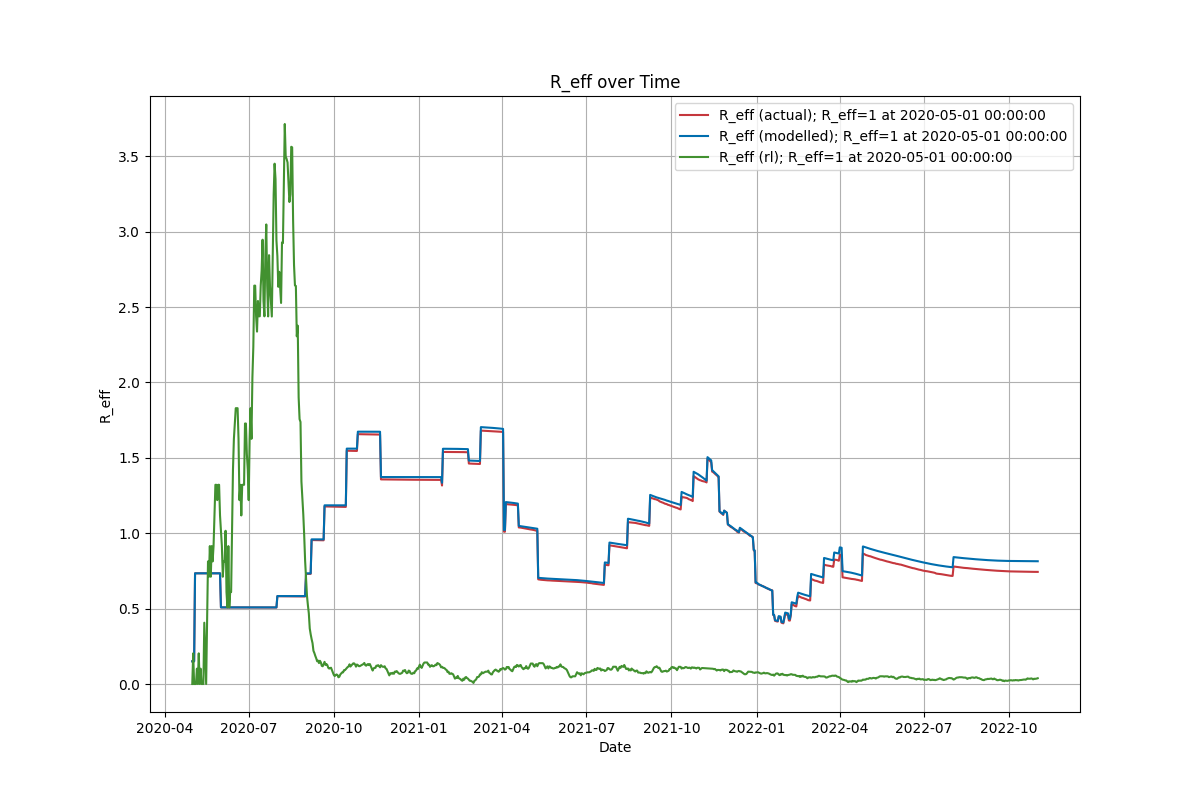 R_eff over Time
R_eff (actual); R_eff=1 at 2020-05-01 00:00:00
R_eff (modelled); R_eff=1 at 2020-05-01 00:00:00
R_eff (rl); R_eff=1 at 2020-05-01 00:00:00
R_eff
3.5
3.0
2.5
2.0
1.5
1.0
0.5
0.0
2020-04 2020-07 2020-10 2021-01 2021-04 2021-07 2021-10 2022-01 2022-04 2022-07 2022-10
Date